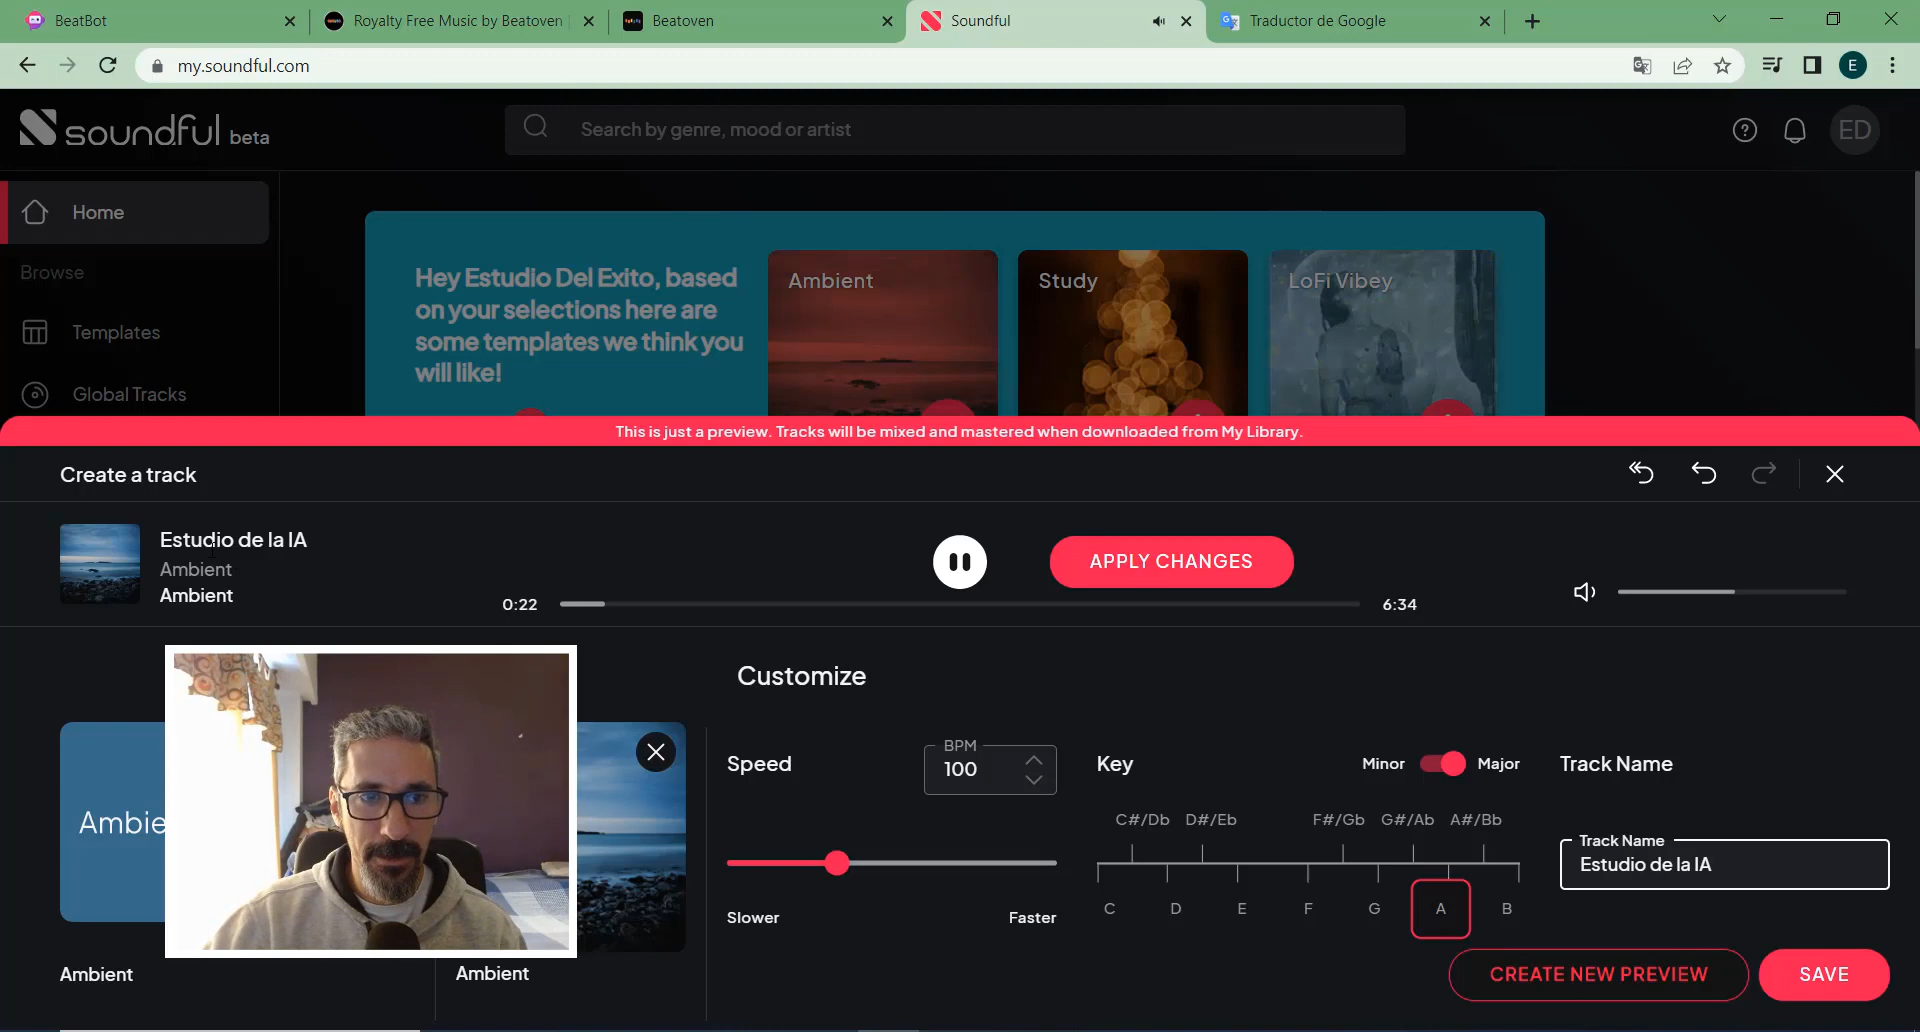 BeatBot
Royalty Free Music by Beatoven
Beatoven
Soundful
Traductor de Google
my.soundful.com
E
soundful beta
Search by genre, mood or artist
ED
Home
Browse
Templates
Global Tracks
Hey Estudio Del Exito, based
on your selections here are
some templates we think you
will like!
Ambient
Study
LoFi Vibey
This is just a preview. Tracks will be mixed and mastered when downloaded from My Library.
Create a track
Estudio de la IA
Ambient
Ambient
APPLY CHANGES
0:22
6:34
Customize
Ambie
Speed
BPM
100
Slower
Faster
Key
Minor
Major
C#/Db D#/Eb F#/Gb G#/Ab A#/Bb
C D E F G A B
Track Name
Track Name
Estudio de la IA
Ambient
Ambient
CREATE NEW PREVIEW
SAVE